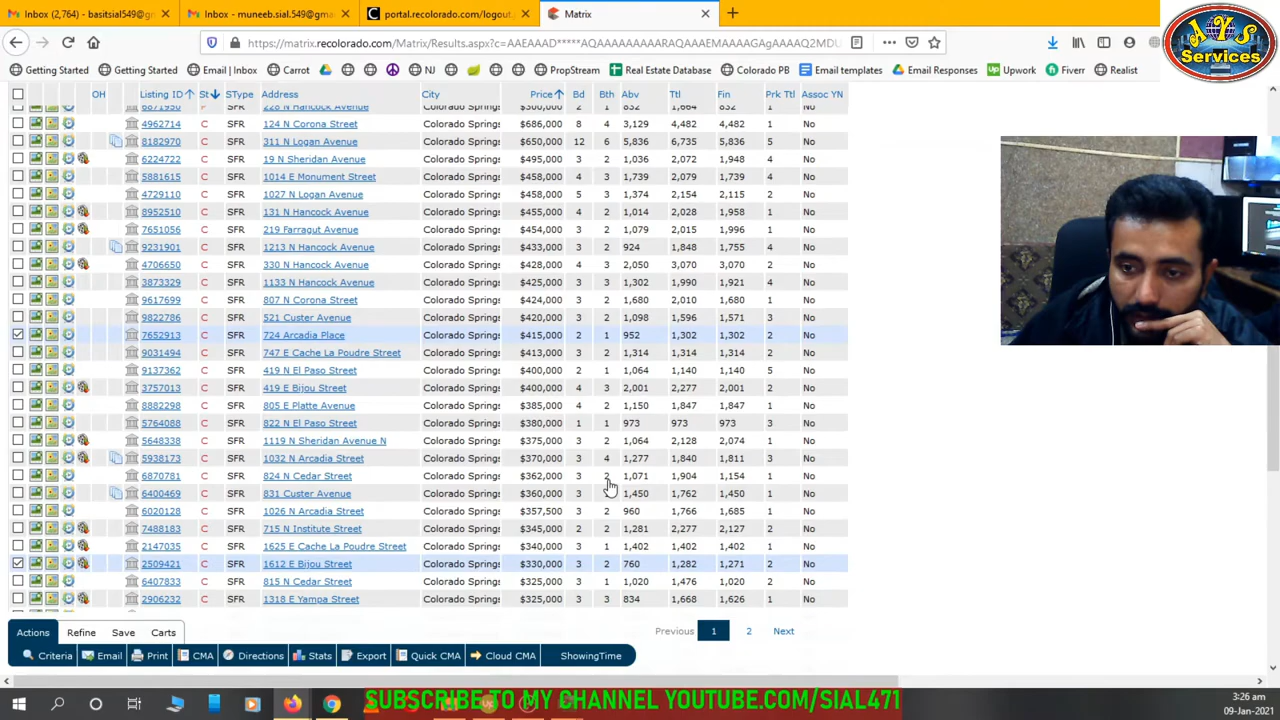 Inbox (2,764) - basitsial549@g
Inbox - muneeb.sial.549@gm
portal.recolorado.com/logout
Matrix
https://matrix.recolorado.com/Matrix/Results.aspx?c=AAEAAAD*****AQAAAAAAAAARAQAAAEMAAAAGAgAAAAQ2MDU
Getting Started
Getting Started
Email | Inbox
Carrot
NJ
PropStream
Real Estate Database
Colorado PB
Email templates
Email Responses
Fiverr
Upwork
Realist
AYS
Services
OH Listing ID St SType Address City Price Bd Bth Abv Ttl Fin Prk Ttl Assoc YN
6871950 P 228 N Hancock Avenue Colorado Springs $300,000 2 1 832 1,664 832 1 No
4962714 C SFR 124 N Corona Street Colorado Springs $686,000 8 4 3,129 4,482 4,482 1 No
8182970 C SFR 311 N Logan Avenue Colorado Springs $650,000 12 6 5,836 6,735 5,836 5 No
6224722 C SFR 19 N Sheridan Avenue Colorado Springs $495,000 3 2 1,036 2,072 1,948 4 No
5881615 C SFR 1014 E Monument Street Colorado Springs $458,000 4 3 1,739 2,079 1,739 4 No
4729110 C SFR 1027 N Logan Avenue Colorado Springs $458,000 5 3 1,374 2,154 2,115 2 No
8952510 C SFR 131 N Hancock Avenue Colorado Springs $455,000 4 2 1,014 2,028 1,958 1 No
7651056 C SFR 219 Farragut Avenue Colorado Springs $454,000 3 2 1,079 2,015 1,996 1 No
9231901 C SFR 1213 N Hancock Avenue Colorado Springs $433,000 3 2 924 1,848 1,755 4 No
4706650 C SFR 330 N Hancock Avenue Colorado Springs $428,000 4 3 2,050 3,070 3,070 2 No
3873329 C SFR 1133 N Hancock Avenue Colorado Springs $425,000 3 3 1,302 1,990 1,921 4 No
9617699 C SFR 807 N Corona Street Colorado Springs $424,000 3 2 1,680 2,010 1,680 1 No
9822786 C SFR 521 Custer Avenue Colorado Springs $420,000 3 2 1,098 1,596 1,571 3 No
7652913 C SFR 724 Arcadia Place Colorado Springs $415,000 2 1 952 1,302 1,302 2 No
9031494 C SFR 747 E Cache La Poudre Street Colorado Springs $413,000 3 2 1,314 1,314 1,314 2 No
9137362 C SFR 419 N El Paso Street Colorado Springs $400,000 2 1 1,064 1,140 1,140 5 No
3757013 C SFR 419 E Bijou Street Colorado Springs $400,000 4 3 2,001 2,277 2,001 2 No
8882298 C SFR 805 E Platte Avenue Colorado Springs $385,000 4 2 1,150 1,847 1,847 1 No
5764088 C SFR 822 N El Paso Street Colorado Springs $380,000 1 1 973 973 973 3 No
5648338 C SFR 1119 N Sheridan Avenue N Colorado Springs $375,000 3 2 1,064 2,128 2,074 1 No
5938173 C SFR 1032 N Arcadia Street Colorado Springs $370,000 3 4 1,277 1,840 1,811 3 No
6870781 C SFR 824 N Cedar Street Colorado Springs $362,000 3 2 1,071 1,904 1,154 1 No
6400469 C SFR 831 Custer Avenue Colorado Springs $360,000 3 1,450 1,762 1,450 1 No
6020128 C SFR 1026 N Arcadia Street Colorado Springs $357,500 3 2 960 1,766 1,685 1 No
7488183 C SFR 715 N Institute Street Colorado Springs $345,000 2 2 1,281 2,277 2,127 2 No
2147035 C SFR 1625 E Cache La Poudre Street Colorado Springs $340,000 3 1 1,402 1,402 1,402 1 No
2509421 C SFR 1612 E Bijou Street Colorado Springs $330,000 3 2 760 1,282 1,271 2 No
6407833 C SFR 815 N Cedar Street Colorado Springs $325,000 3 1 1,020 1,476 1,020 2 No
2906232 C SFR 1318 E Yampa Street Colorado Springs $325,000 3 3 834 1,668 1,626 1 No
Actions Refine Save Carts Previous 1 2 Next
Criteria Email Print CMA Directions Stats Export Quick CMA Cloud CMA ShowingTime
SUBSCRIBE TO MY CHANNEL YOUTUBE.COM/SIAL471
3:26 am
09-Jan-2021